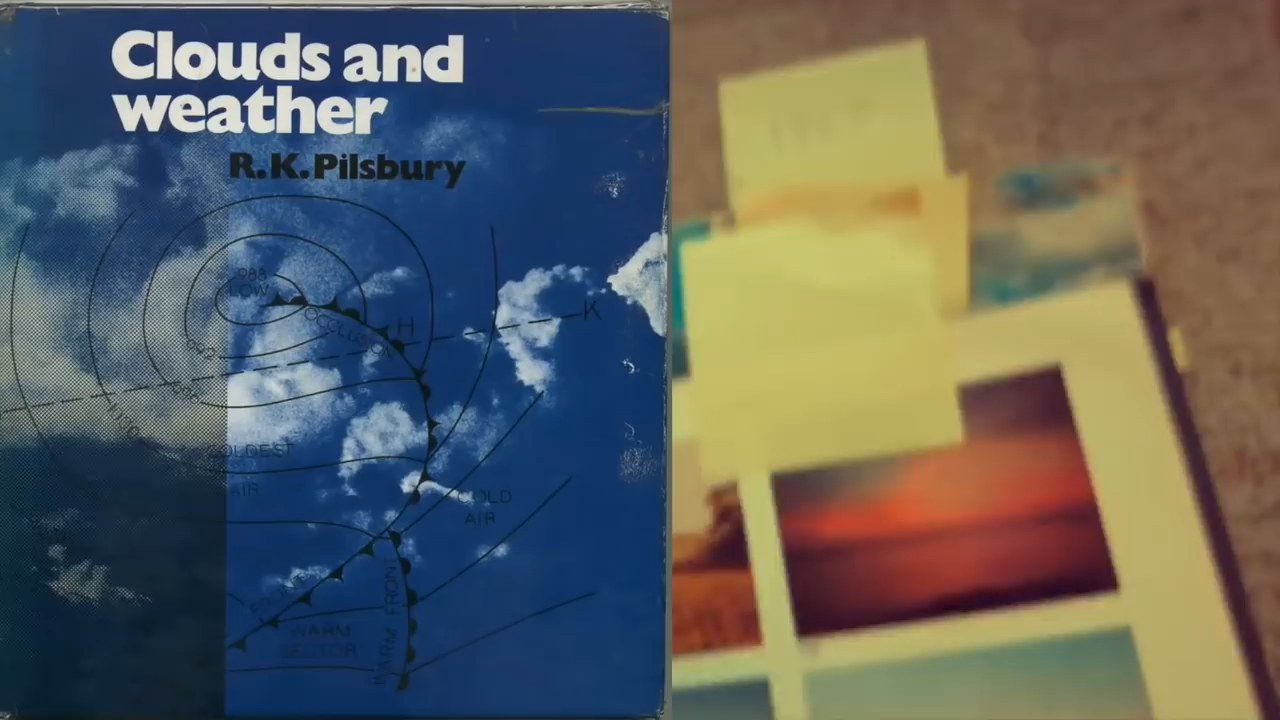 Clouds and
weather
R.K.Pilsbury
LOW
OCCLUSION
H
K
COLDEST
AIR
COLD
AIR
WARM
SECTOR
WARM FRONT